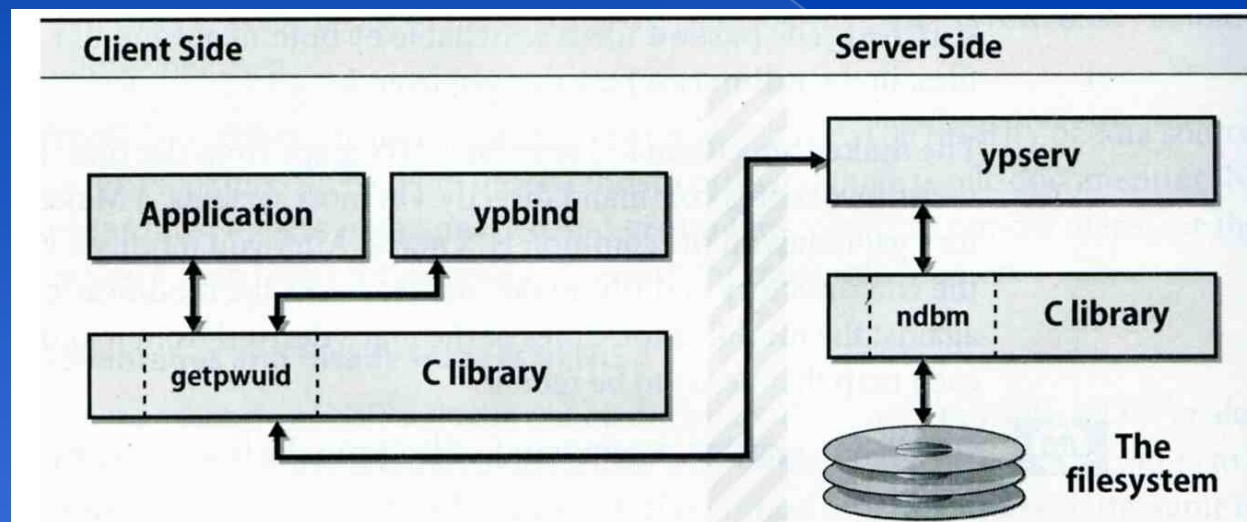 Client Side
Server Side
ypserv
Application
ypbind
ndbm
C library
getpwuid
C library
The
filesystem